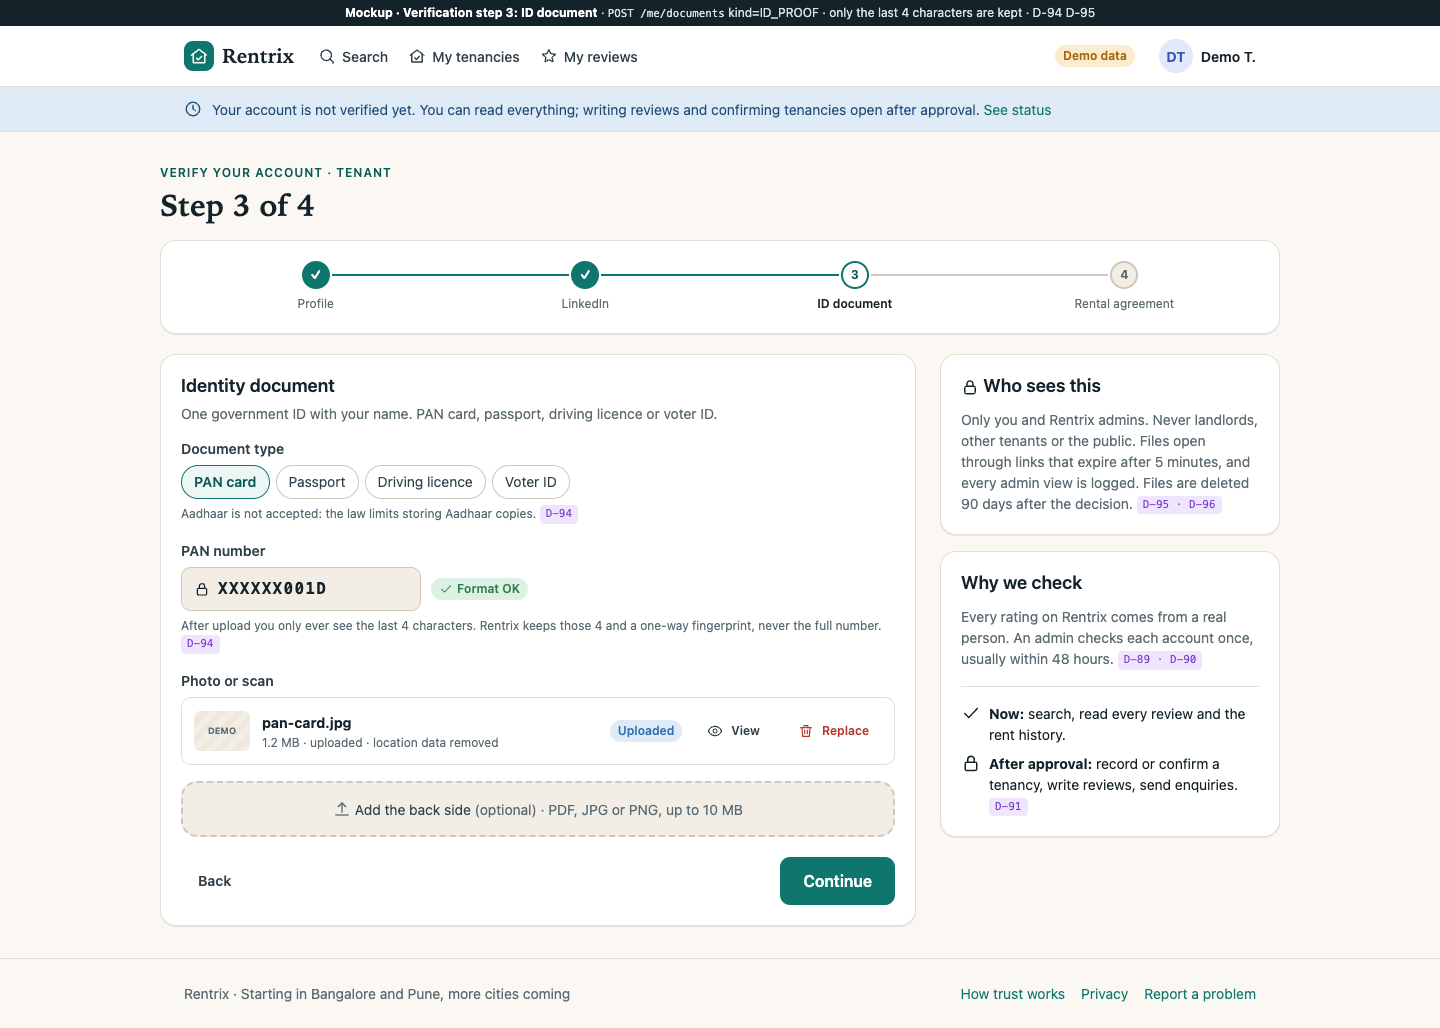 Mockup · Verification step 3: ID document · POST /me/documents kind=ID_PROOF · only the last 4 characters are kept · D-94 D-95
Rentrix
Search
My tenancies
My reviews
Demo data
DT
Demo T.
Your account is not verified yet. You can read everything; writing reviews and confirming tenancies open after approval. See status
VERIFY YOUR ACCOUNT · TENANT
Step 3 of 4
3
4
Profile
LinkedIn
ID document
Rental agreement
Identity document
One government ID with your name. PAN card, passport, driving licence or voter ID.
Document type
PAN card
Passport
Driving licence
Voter ID
Aadhaar is not accepted: the law limits storing Aadhaar copies. D-94
PAN number
XXXXXX001D
Format OK
After upload you only ever see the last 4 characters. Rentrix keeps those 4 and a one-way fingerprint, never the full number.
D-94
Photo or scan
DEMO
pan-card.jpg
1.2 MB · uploaded · location data removed
Uploaded
View
Replace
Add the back side (optional) · PDF, JPG or PNG, up to 10 MB
Back
Continue
Who sees this
Only you and Rentrix admins. Never landlords,
other tenants or the public. Files open
through links that expire after 5 minutes, and
every admin view is logged. Files are deleted
90 days after the decision. D-95 · D-96
Why we check
Every rating on Rentrix comes from a real
person. An admin checks each account once,
usually within 48 hours. D-89 · D-90
Now: search, read every review and the
rent history.
After approval: record or confirm a
tenancy, write reviews, send enquiries.
D-91
Rentrix · Starting in Bangalore and Pune, more cities coming
How trust works
Privacy
Report a problem